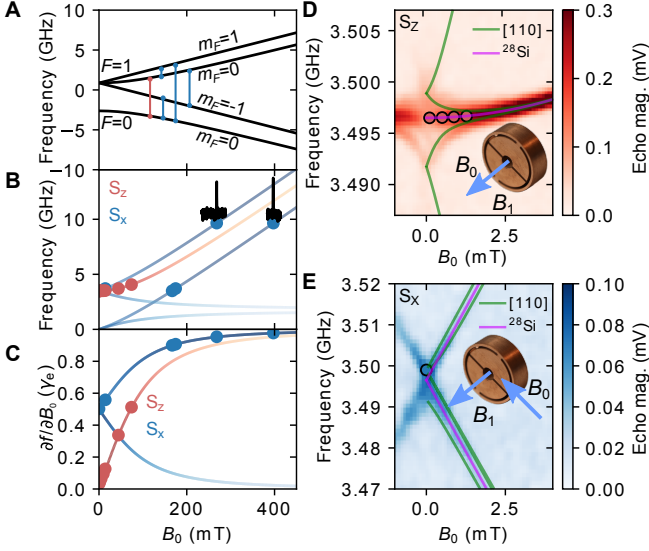 A
Frequency (GHz)
10
5
0
−5
−10
F=1
F=0
m_F=1
m_F=0
m_F=-1
m_F=0
B
Frequency (GHz)
10
5
0
S_z
S_x
C
∂f/∂B_0 (γ_e)
0.8
0.6
0.4
0.2
0.0
S_z
S_x
0
200
400
B_0 (mT)
D
S_Z
[110]
^28Si
Frequency (GHz)
3.505
3.500
3.495
3.490
B_0
B_1
0.0
2.5
B_0 (mT)
0.3
0.2
0.1
0.0
Echo mag. (mV)
E
S_X
[110]
^28Si
Frequency (GHz)
3.52
3.51
3.50
3.49
3.48
3.47
B_0
B_1
0.0
2.5
B_0 (mT)
0.10
0.08
0.06
0.04
0.02
0.00
Echo mag. (mV)